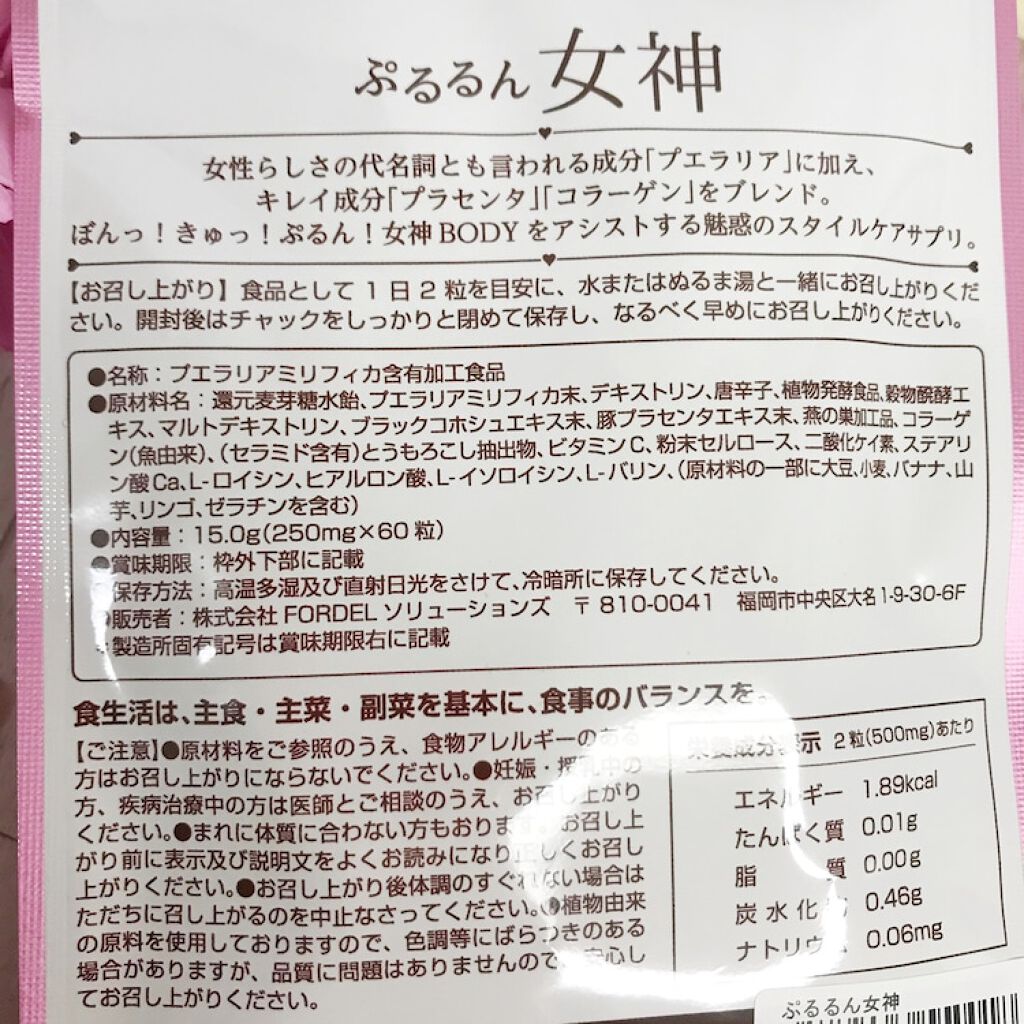 ぷるるん女神
女性らしさの代名詞とも言われる成分「プエラリア」に加え、
キレイ成分「プラセンタ」「コラーゲン」をブレンド。
ぼんっ！きゅっ！ぷるん！女神BODYをアシストする魅惑のスタイルケアサプリ。
【お召し上がり】食品として1日2粒を目安に、水またはぬるま湯と一緒にお召し上がりくだ
さい。開封後はチャックをしっかりと閉めて保存し、なるべく早めにお召し上がりください。
●名称：プエラリアミリフィカ含有加工食品
●原材料名：還元麦芽糖水飴、プエラリアミリフィカ末、デキストリン、唐辛子、植物発酵食品、穀物醗酵エ
キス、マルトデキストリン、ブラックコホシュエキス末、豚プラセンタエキス末、燕の巣加工品、コラーゲ
ン(魚由来)、(セラミド含有)とうもろこし抽出物、ビタミンC、粉末セルロース、二酸化ケイ素、ステアリ
ン酸Ca、L-ロイシン、ヒアルロン酸、L-イソロイシン、L-バリン、(原材料の一部に大豆、小麦、バナナ、山
芋、リンゴ、ゼラチンを含む)
●内容量：15.0g(250mg×60粒)
●賞味期限：枠外下部に記載
●保存方法：高温多湿及び直射日光をさけて、冷暗所に保存してください。
●販売者：株式会社FORDELソリューションズ 〒810-0041 福岡市中央区大名1-9-30-6F
＊製造所固有記号は賞味期限右に記載
食生活は、主食・主菜・副菜を基本に、食事のバランスを。
【ご注意】●原材料をご参照のうえ、食物アレルギーのある
方はお召し上がりにならないでください。●妊娠・授乳中の
方、疾病治療中の方は医師とご相談のうえ、お召し上がり
ください。●まれに体質に合わない方もおります。お召し上
がり前に表示及び説明文をよくお読みになり正しくお召し
上がりください。●お召し上がり後体調のすぐれない場合は
ただちに召し上がるのを中止なさってください。●植物由来
の原料を使用しておりますので、色調等にばらつきのある
場合がありますが、品質に問題はありませんので、安心し
てお召し上がりください。
栄養成分表示 2粒(500mg)あたり
エネルギー 1.89kcal
たんぱく質 0.01g
脂質 0.00g
炭水化物 0.46g
ナトリウム 0.06mg
ぷるるん女神